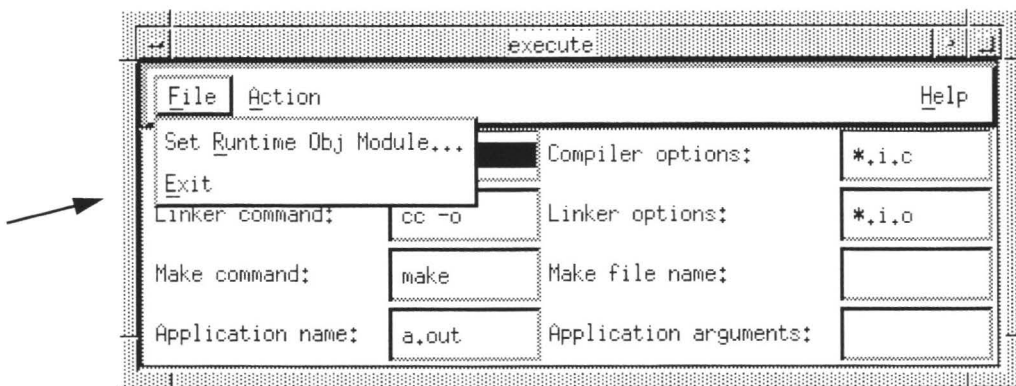 execute
File Action Help
Set Runtime Obj Module...
Compiler options: *.i.c
Exit
Linker command: cc -o Linker options: *.i.o
Make command: make Make file name:
Application name: a.out Application arguments: